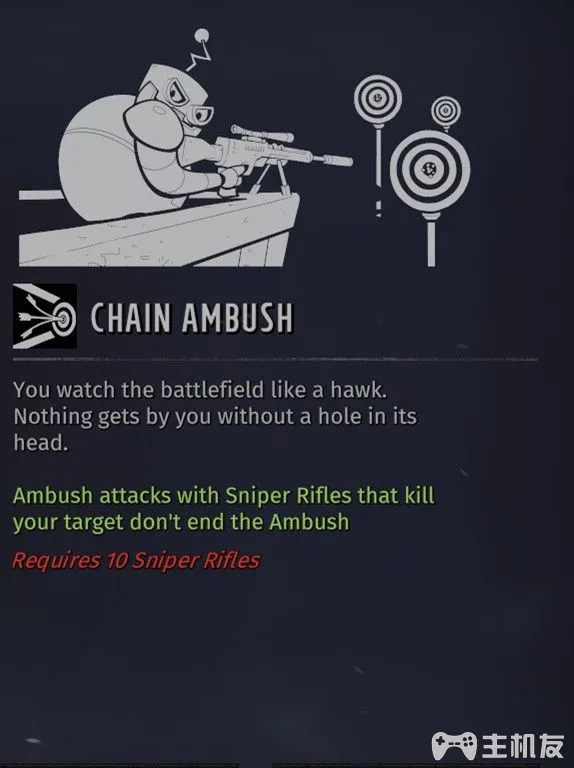 CHAIN AMBUSH
You watch the battlefield like a hawk.
Nothing gets by you without a hole in its
head.
Ambush attacks with Sniper Rifles that kill
your target don't end the Ambush
Requires 10 Sniper Rifles
主机友